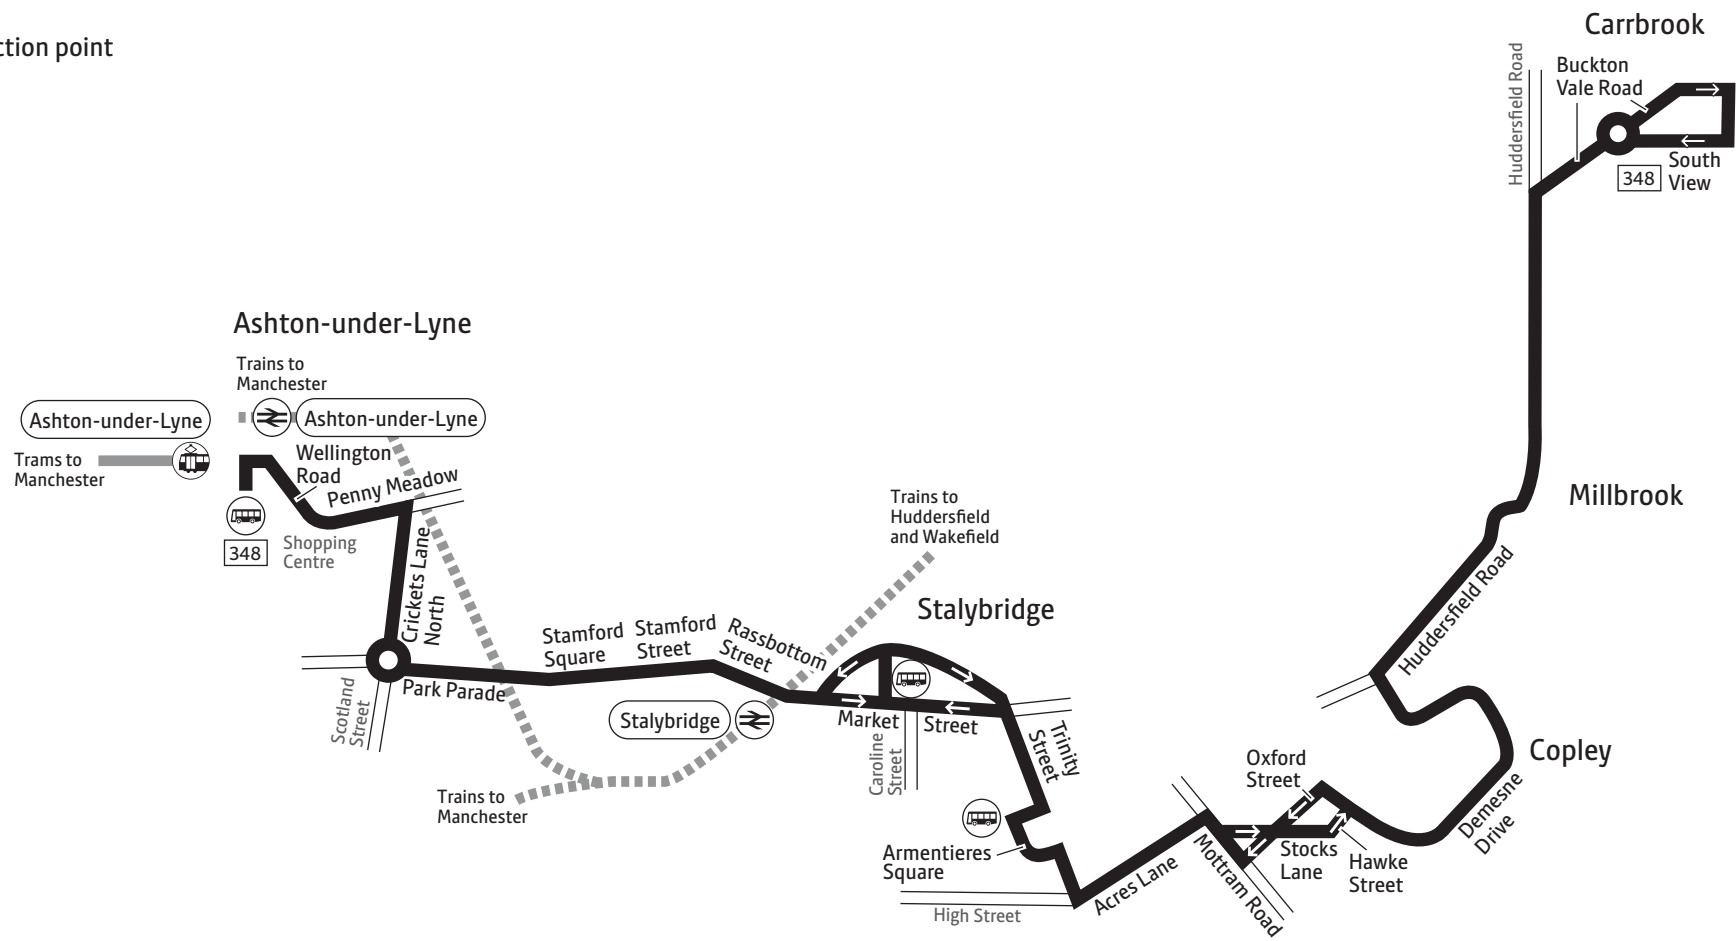 ction point
Carrbrook
Buckton
Vale Road
Huddersfield Road
South
View
348
Ashton-under-Lyne
Trains to
Manchester
Ashton-under-Lyne
Ashton-under-Lyne
Trams to
Manchester
Wellington
Road
Penny Meadow
348
Shopping
Centre
Crickets Lane
North
Trains to
Huddersfield
and Wakefield
Millbrook
Huddersfield Road
Stalybridge
Stamford
Square
Stamford
Street
Rassbottom
Street
Scotland
Street
Park Parade
Stalybridge
Market
Street
Caroline
Street
Trinity
Street
Trains to
Manchester
Copley
Oxford
Street
Demesne
Drive
Armentieres
Square
Stocks
Lane
Hawke
Street
Mottram Road
Acres Lane
High Street